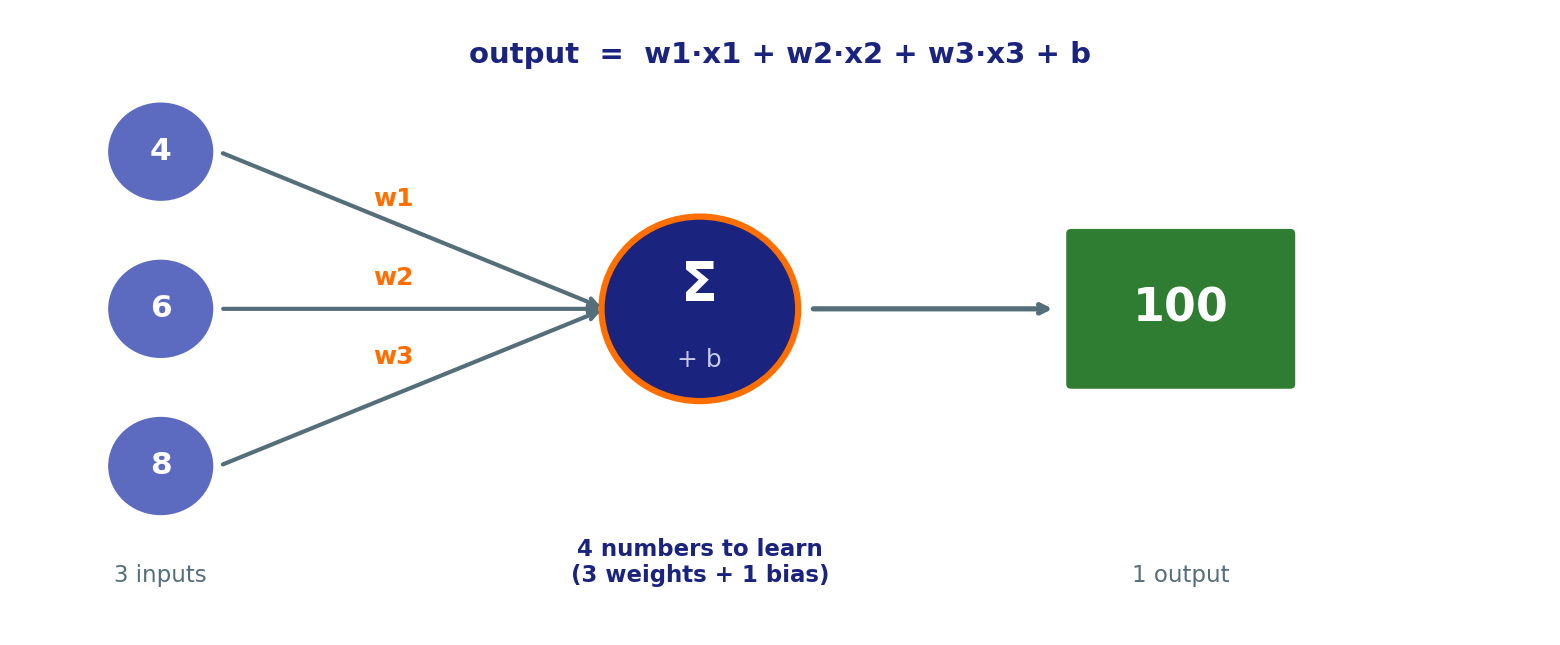 output = w1·x1 + w2·x2 + w3·x3 + b
4
w1
6
w2
8
w3
Σ
+ b
100
3 inputs
4 numbers to learn
(3 weights + 1 bias)
1 output